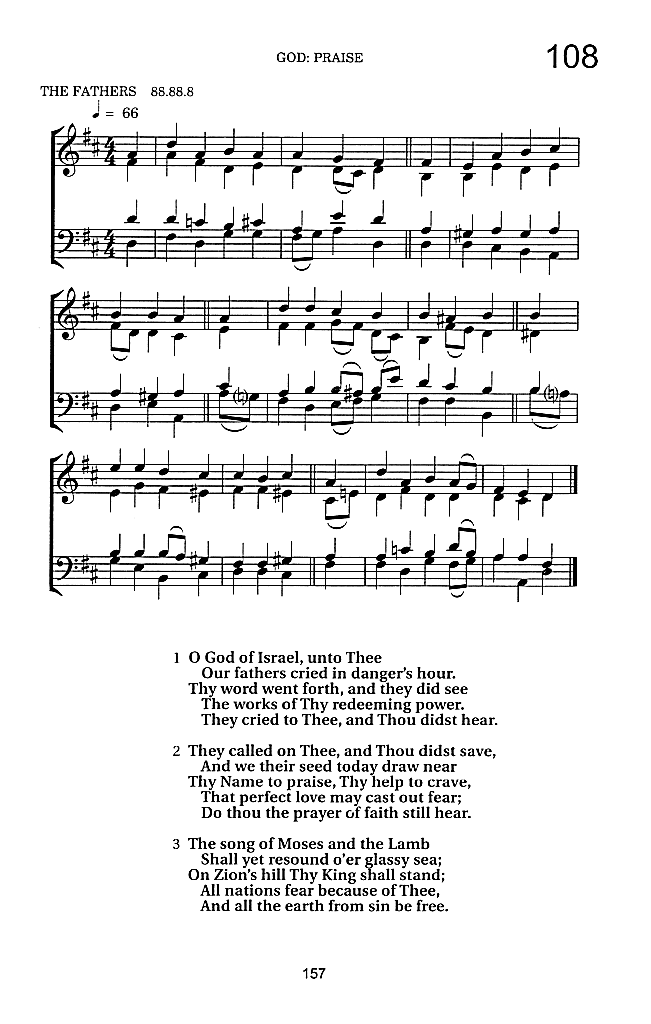 GOD: PRAISE
108
THE FATHERS 88.88.8
♩ = 66
1 O God of Israel, unto Thee
Our fathers cried in danger's hour.
Thy word went forth, and they did see
The works of Thy redeeming power.
They cried to Thee, and Thou didst hear.
2 They called on Thee, and Thou didst save,
And we their seed today draw near
Thy Name to praise, Thy help to crave,
That perfect love may cast out fear;
Do thou the prayer of faith still hear.
3 The song of Moses and the Lamb
Shall yet resound o'er glassy sea;
On Zion's hill Thy King shall stand;
All nations fear because of Thee,
And all the earth from sin be free.
157